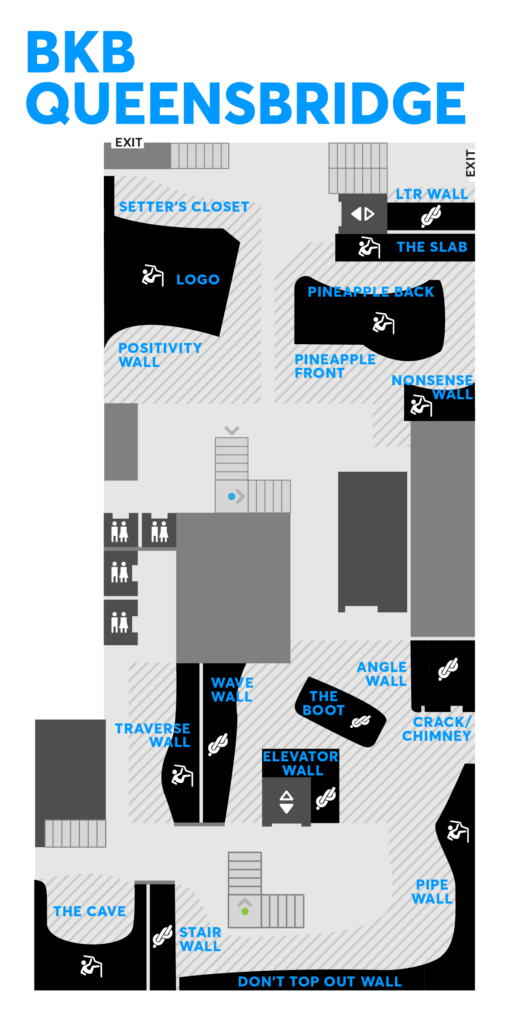 BKB
QUEENSBRIDGE
EXIT
EXIT
LTR WALL
SETTER'S CLOSET
THE SLAB
LOGO
PINEAPPLE BACK
POSITIVITY
WALL
PINEAPPLE
FRONT
NONSENSE
WALL
ANGLE
WALL
WAVE
WALL
THE
BOOT
CRACK/
CHIMNEY
TRAVERSE
WALL
ELEVATOR
WALL
PIPE
WALL
THE CAVE
STAIR
WALL
DON'T TOP OUT WALL